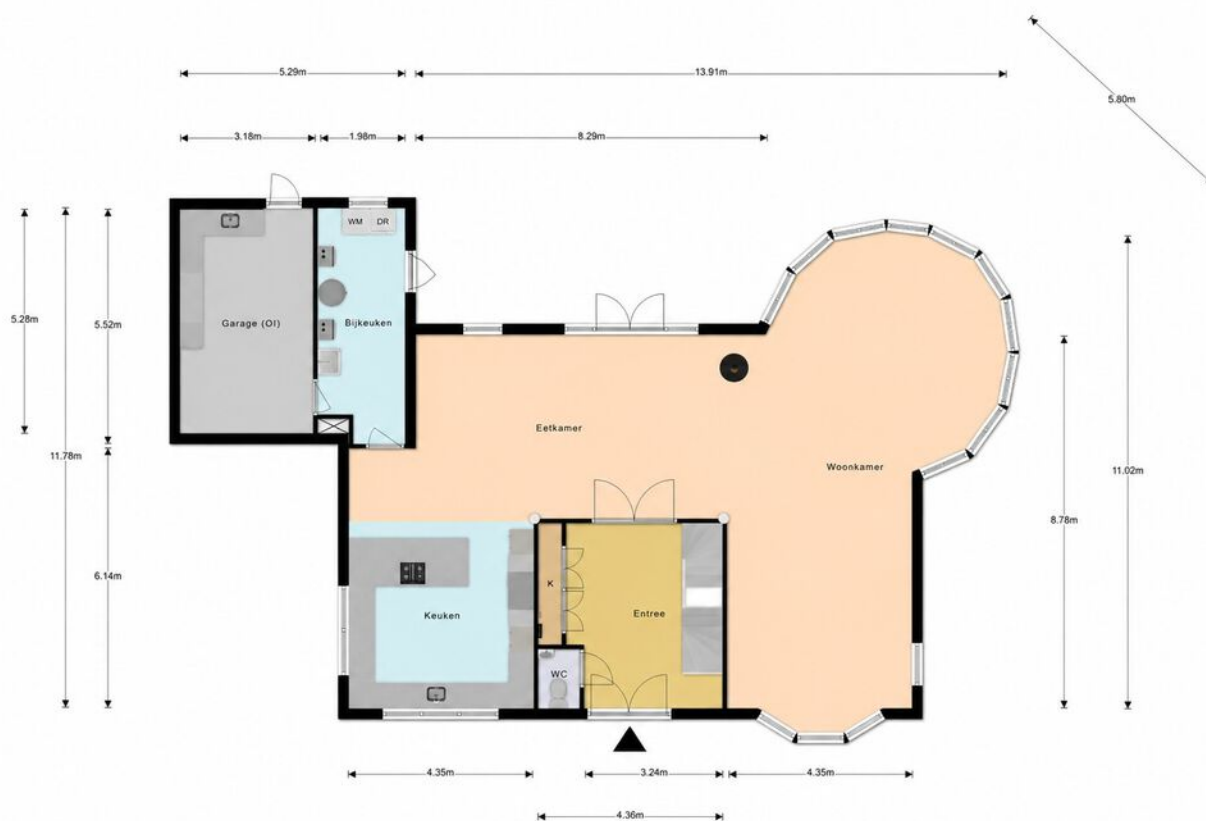 5.29m
13.91m
5.80m
3.18m
1.98m
8.29m
WM
DR
5.28m
11.78m
5.52m
Garage (OI)
Bijkeuken
Eetkamer
Woonkamer
11.02m
8.78m
6.14m
K
Keuken
Entree
WC
4.35m
3.24m
4.35m
4.36m